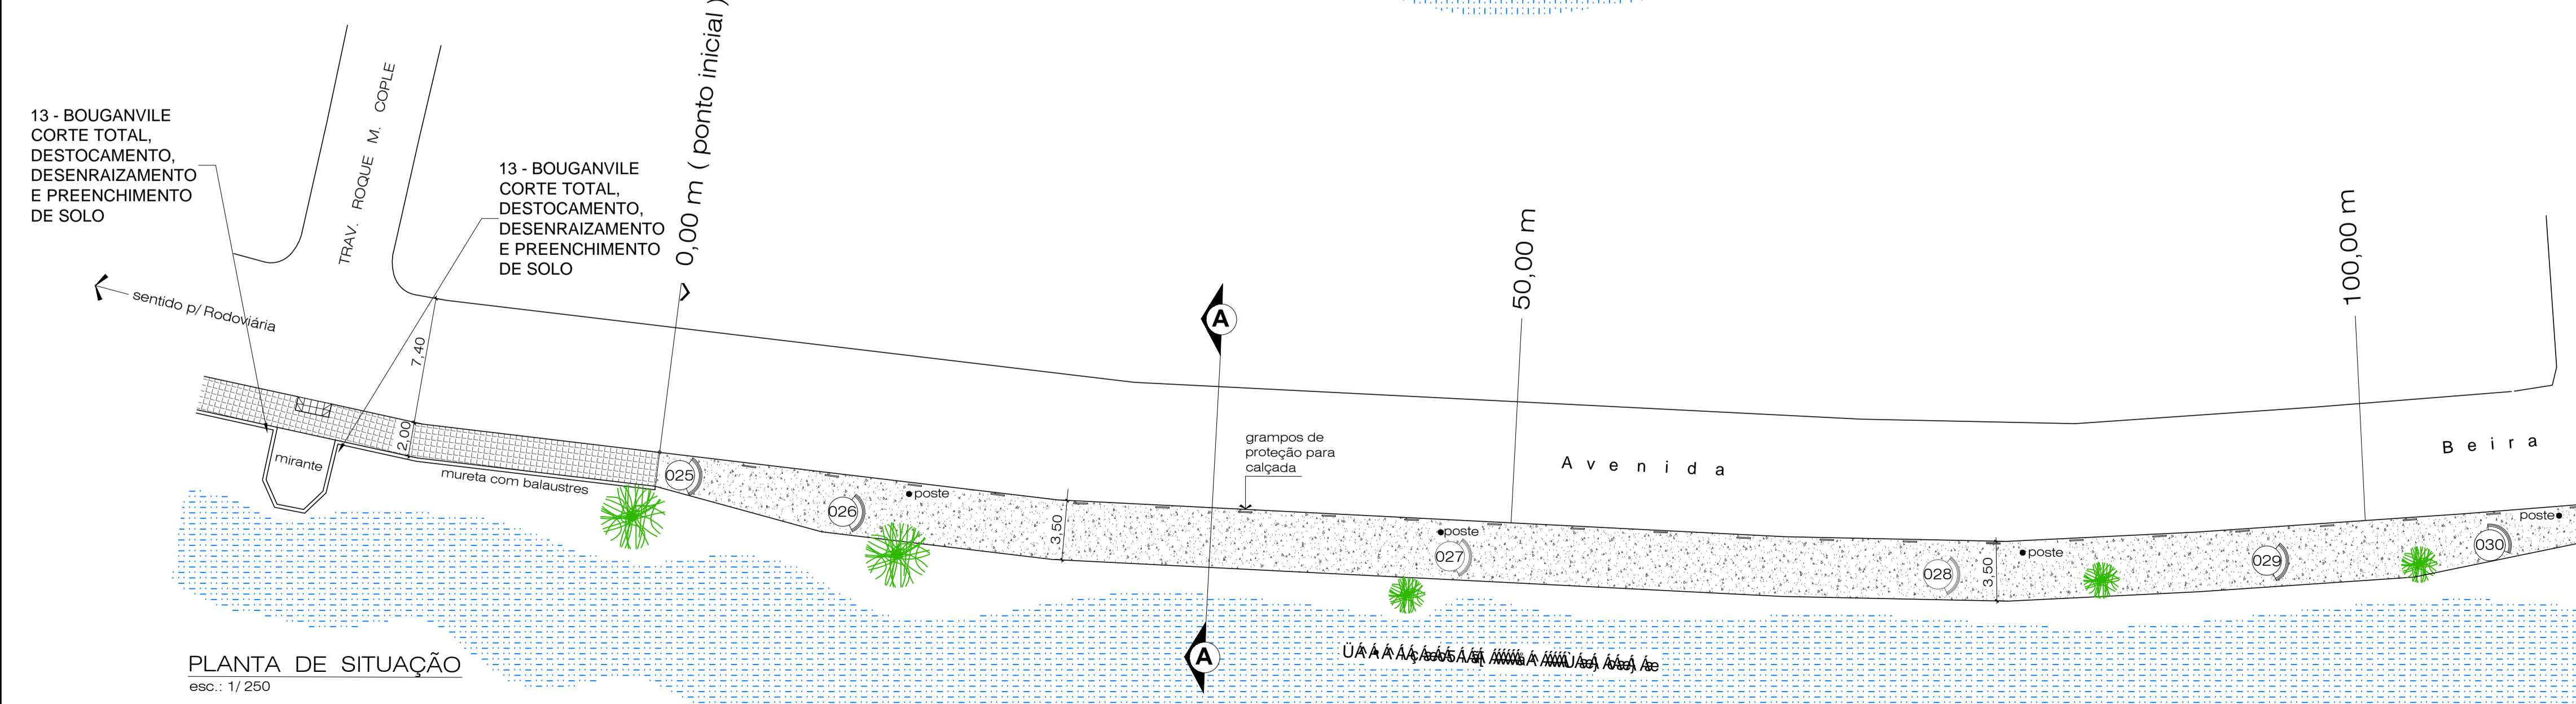 13 - BOUGANVILE
CORTE TOTAL,
DESTOCAMENTO,
DESENRAIZAMENTO
E PREENCHIMENTO
DE SOLO
TRAV. ROQUE M. COPLE
13 - BOUGANVILE
CORTE TOTAL,
DESTOCAMENTO,
DESENRAIZAMENTO
E PREENCHIMENTO
DE SOLO
0,00 m ( ponto inicial )
50,00 m
100,00 m
sentido p/ Rodoviária
7,40
2,00
mirante
mureta com balaustres
025
026
poste
3,50
A
grampos de
proteção para
calçada
Avenida
Beira
poste
027
028
3,50
poste
029
030
poste
A
PLANTA DE SITUAÇÃO
esc.: 1/250